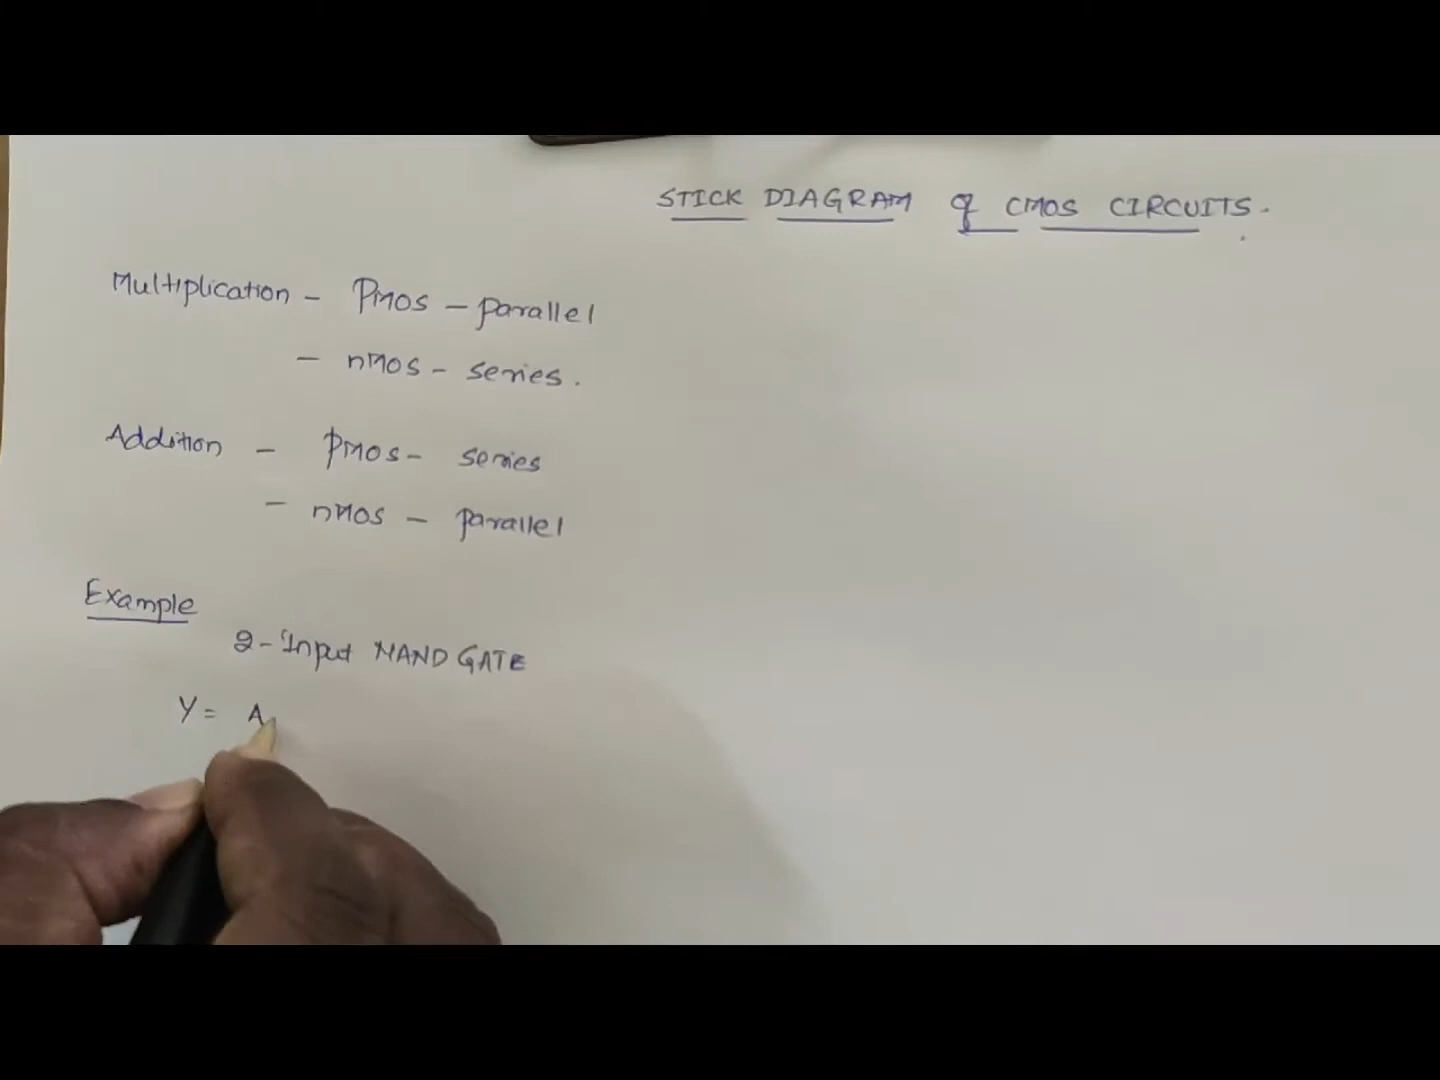 STICK DIAGRAM of CMOS CIRCUITS.
Multiplication - PMOS - parallel
- nMOS - series.
Addition - PMOS - series
- nMOS - parallel
Example
2-Input NAND GATE
Y = A